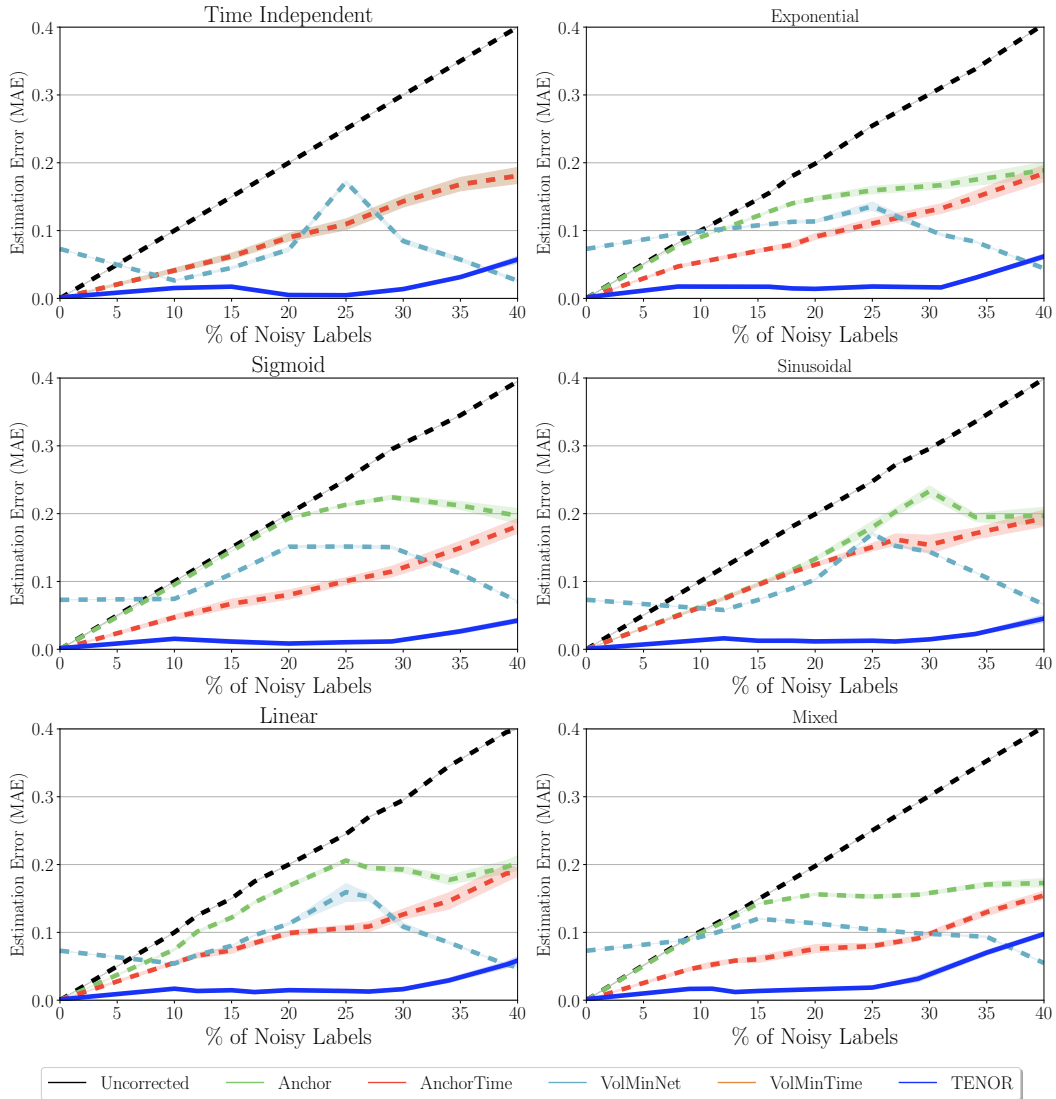 Time Independent
Estimation Error (MAE)
0.4
0.3
0.2
0.1
0.0
0 5 10 15 20 25 30 35 40
% of Noisy Labels
Exponential
Estimation Error (MAE)
0.4
0.3
0.2
0.1
0.0
0 5 10 15 20 25 30 35 40
% of Noisy Labels
Sigmoid
Estimation Error (MAE)
0.4
0.3
0.2
0.1
0.0
0 5 10 15 20 25 30 35 40
% of Noisy Labels
Sinusoidal
Estimation Error (MAE)
0.4
0.3
0.2
0.1
0.0
0 5 10 15 20 25 30 35 40
% of Noisy Labels
Linear
Estimation Error (MAE)
0.4
0.3
0.2
0.1
0.0
0 5 10 15 20 25 30 35 40
% of Noisy Labels
Mixed
Estimation Error (MAE)
0.4
0.3
0.2
0.1
0.0
0 5 10 15 20 25 30 35 40
% of Noisy Labels
Uncorrected Anchor AnchorTime VolMinNet VolMinTime TENOR